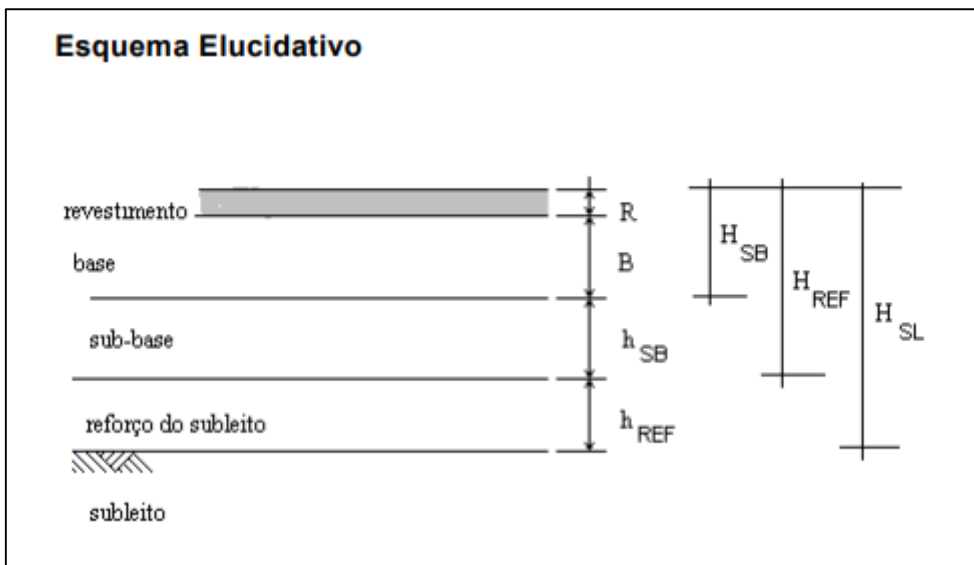 Esquema Elucidativo
revestimento
R
base
B
sub-base
h SB
reforço do subleito
h REF
subleito
H SB
H REF
H SL